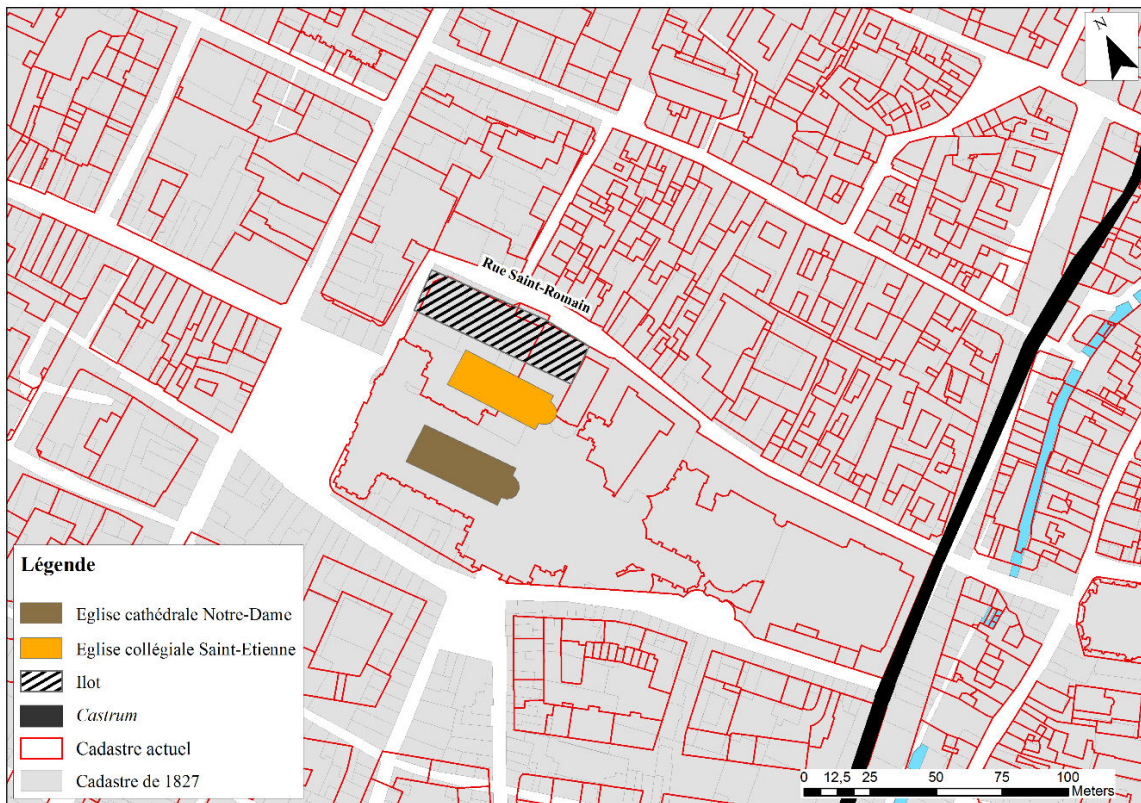 N
Rue Saint-Romain
Légende
Eglise cathédrale Notre-Dame
Eglise collégiale Saint-Etienne
Ilot
Castrum
Cadastre actuel
Cadastre de 1827
0 12,5 25 50 75 100
Meters